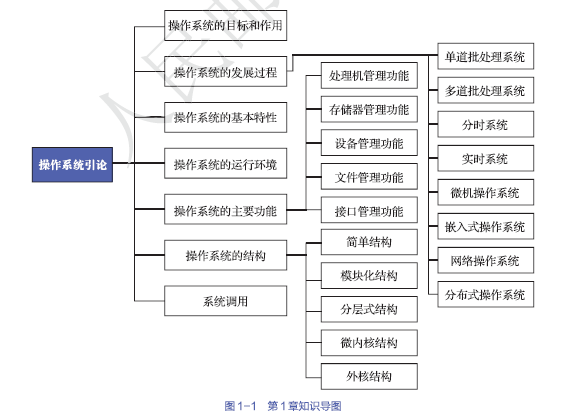 操作系统引论
操作系统的目标和作用
操作系统的发展过程
单道批处理系统
多道批处理系统
分时系统
实时系统
微机操作系统
嵌入式操作系统
网络操作系统
分布式操作系统
操作系统的基本特性
操作系统的运行环境
操作系统的主要功能
处理机管理功能
存储器管理功能
设备管理功能
文件管理功能
接口管理功能
操作系统的结构
简单结构
模块化结构
分层式结构
微内核结构
外核结构
系统调用
图1-1 第1章知识导图
人民邮